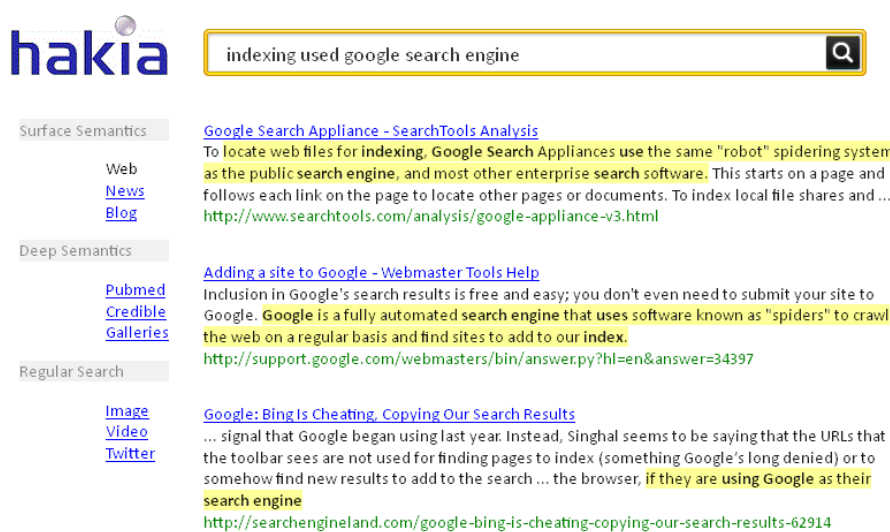 hakia
indexing used google search engine
Surface Semantics
Web
News
Blog
Deep Semantics
Pubmed
Credible
Galleries
Regular Search
Image
Video
Twitter
Google Search Appliance - SearchTools Analysis
To locate web files for indexing, Google Search Appliances use the same "robot" spidering system
as the public search engine, and most other enterprise search software. This starts on a page and
follows each link on the page to locate other pages or documents. To index local file shares and ...
http://www.searchtools.com/analysis/google-appliance-v3.html
Adding a site to Google - Webmaster Tools Help
Inclusion in Google's search results is free and easy; you don't even need to submit your site to
Google. Google is a fully automated search engine that uses software known as "spiders" to crawl
the web on a regular basis and find sites to add to our index.
http://support.google.com/webmasters/bin/answer.py?hl=en&answer=34397
Google: Bing Is Cheating, Copying Our Search Results
... signal that Google began using last year. Instead, Singhal seems to be saying that the URLs that
the toolbar sees are not used for finding pages to index (something Google's long denied) or to
somehow find new results to add to the search ... the browser, if they are using Google as their
search engine
http://searchengineland.com/google-bing-is-cheating-copying-our-search-results-62914